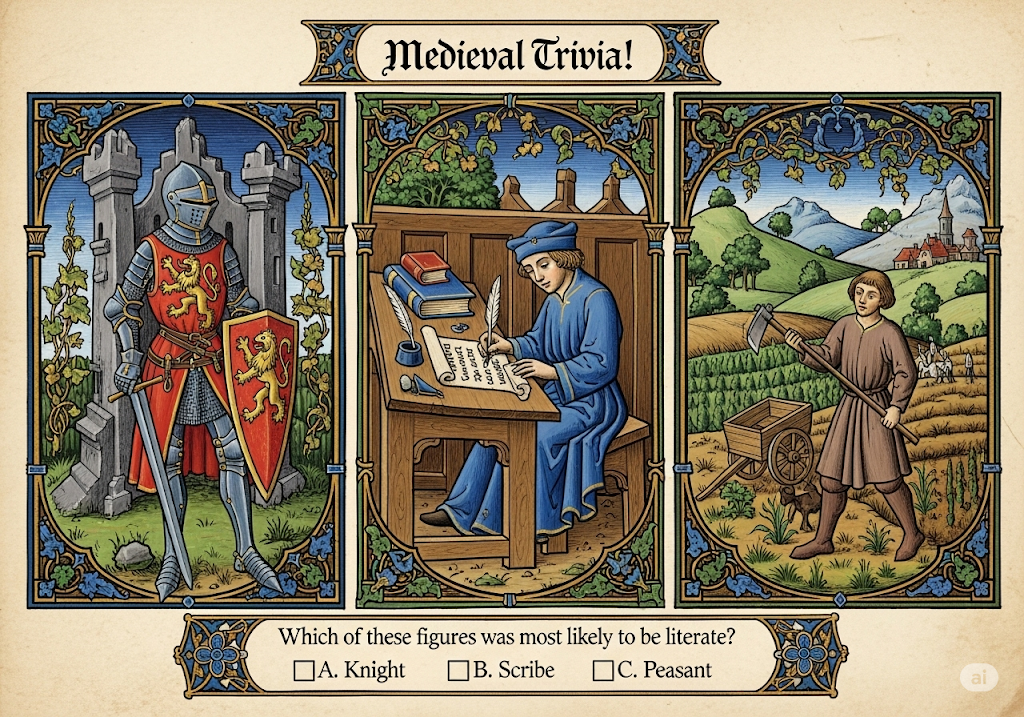 Medieval Trivia!
Which of these figures was most likely to be literate?
☐ A. Knight ☐ B. Scribe ☐ C. Peasant
ai